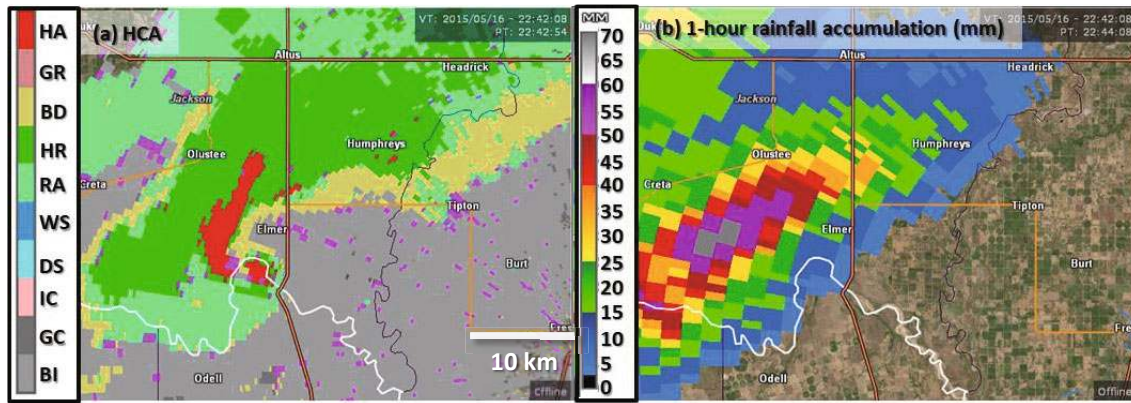 HA
GR
BD
HR
RA
WS
DS
IC
GC
BI
(a) HCA
VT: 2015/05/16 - 22:42:08
PT: 22:42:54
Altus
Headrick
Jackson
Olustee
Humphreys
Creta
Tipton
Elmer
Burt
10 km
Odell
Offline
MM
70
65
60
50
40
35
30
25
20
15
10
5
0
(b) 1-hour rainfall accumulation (mm)
VT: 2015/05/16 - 22:42:08
PT: 22:44:08
Altus
Headrick
Jackson
Olustee
Humphreys
Creta
Tipton
Elmer
Burt
Odell
Offline